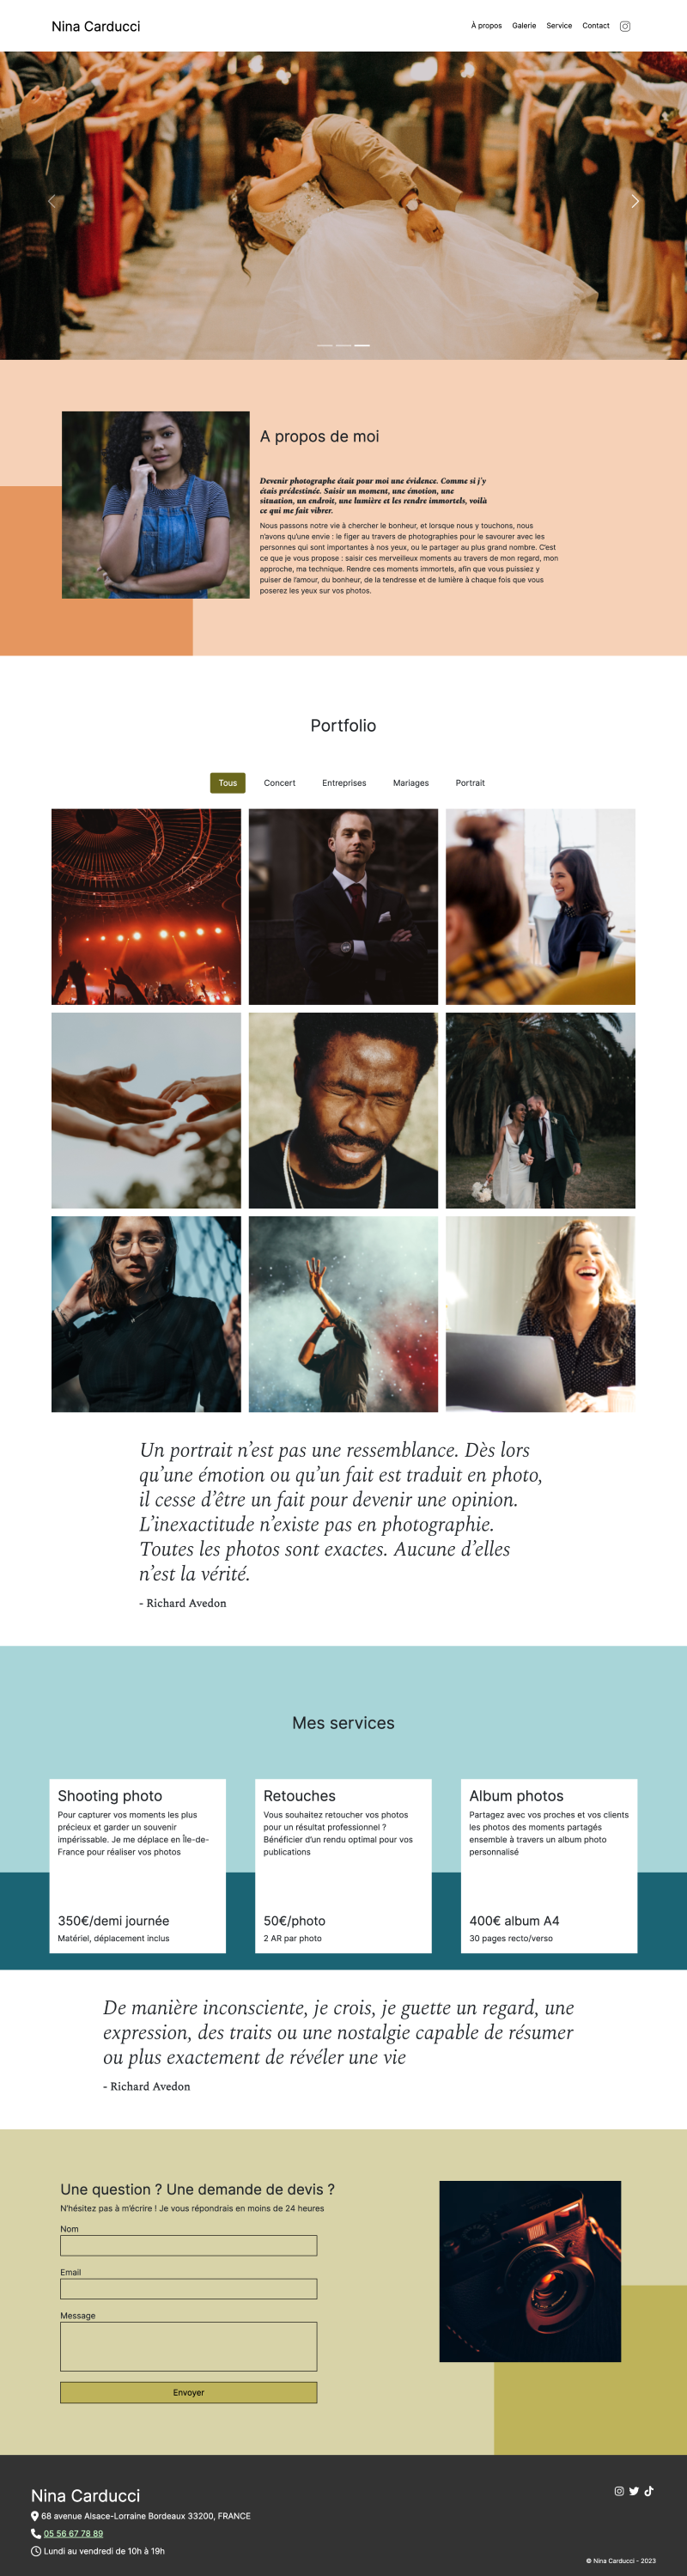 Nina Carducci
À propos Galerie Service Contact
A propos de moi
Devenir photographe était pour moi une évidence. Comme si j'y
étais prédestinée. Saisir un moment, une émotion, une
situation, un endroit, une lumière et les rendre immortels, voilà
ce qui me fait vibrer.
Nous passons notre vie à chercher le bonheur, et lorsque nous y touchons, nous
n'avons qu'une envie : le figer au travers de photographies pour le savourer avec les
personnes qui sont importantes à nos yeux, ou le partager au plus grand nombre. C'est
ce que je vous propose : saisir ces merveilleux moments au travers de mon regard, mon
approche, ma technique. Rendre ces moments immortels, afin que vous puissiez y
puiser de l'amour, du bonheur, de la tendresse et de lumière à chaque fois que vous
poserez les yeux sur vos photos.
Portfolio
Tous Concert Entreprises Mariages Portrait
Un portrait n'est pas une ressemblance. Dès lors
qu'une émotion ou qu'un fait est traduit en photo,
il cesse d'être un fait pour devenir une opinion.
L'inexactitude n'existe pas en photographie.
Toutes les photos sont exactes. Aucune d'elles
n'est la vérité.
- Richard Avedon
Mes services
Shooting photo
Pour capturer vos moments les plus
précieux et garder un souvenir
impérissable. Je me déplace en Île-de-
France pour réaliser vos photos
350€/demi journée
Matériel, déplacement inclus
Retouches
Vous souhaitez retoucher vos photos
pour un résultat professionnel ?
Bénéficier d'un rendu optimal pour vos
publications
50€/photo
2 AR par photo
Album photos
Partagez avec vos proches et vos clients
les photos des moments partagés
ensemble à travers un album photo
personnalisé
400€ album A4
30 pages recto/verso
De manière inconsciente, je crois, je guette un regard, une
expression, des traits ou une nostalgie capable de résumer
ou plus exactement de révéler une vie
- Richard Avedon
Une question ? Une demande de devis ?
N'hésitez pas à m'écrire ! Je vous répondrais en moins de 24 heures
Nom
Email
Message
Envoyer
Nina Carducci
68 avenue Alsace-Lorraine Bordeaux 33200, FRANCE
05 56 67 78 89
Lundi au vendredi de 10h à 19h
© Nina Carducci - 2023